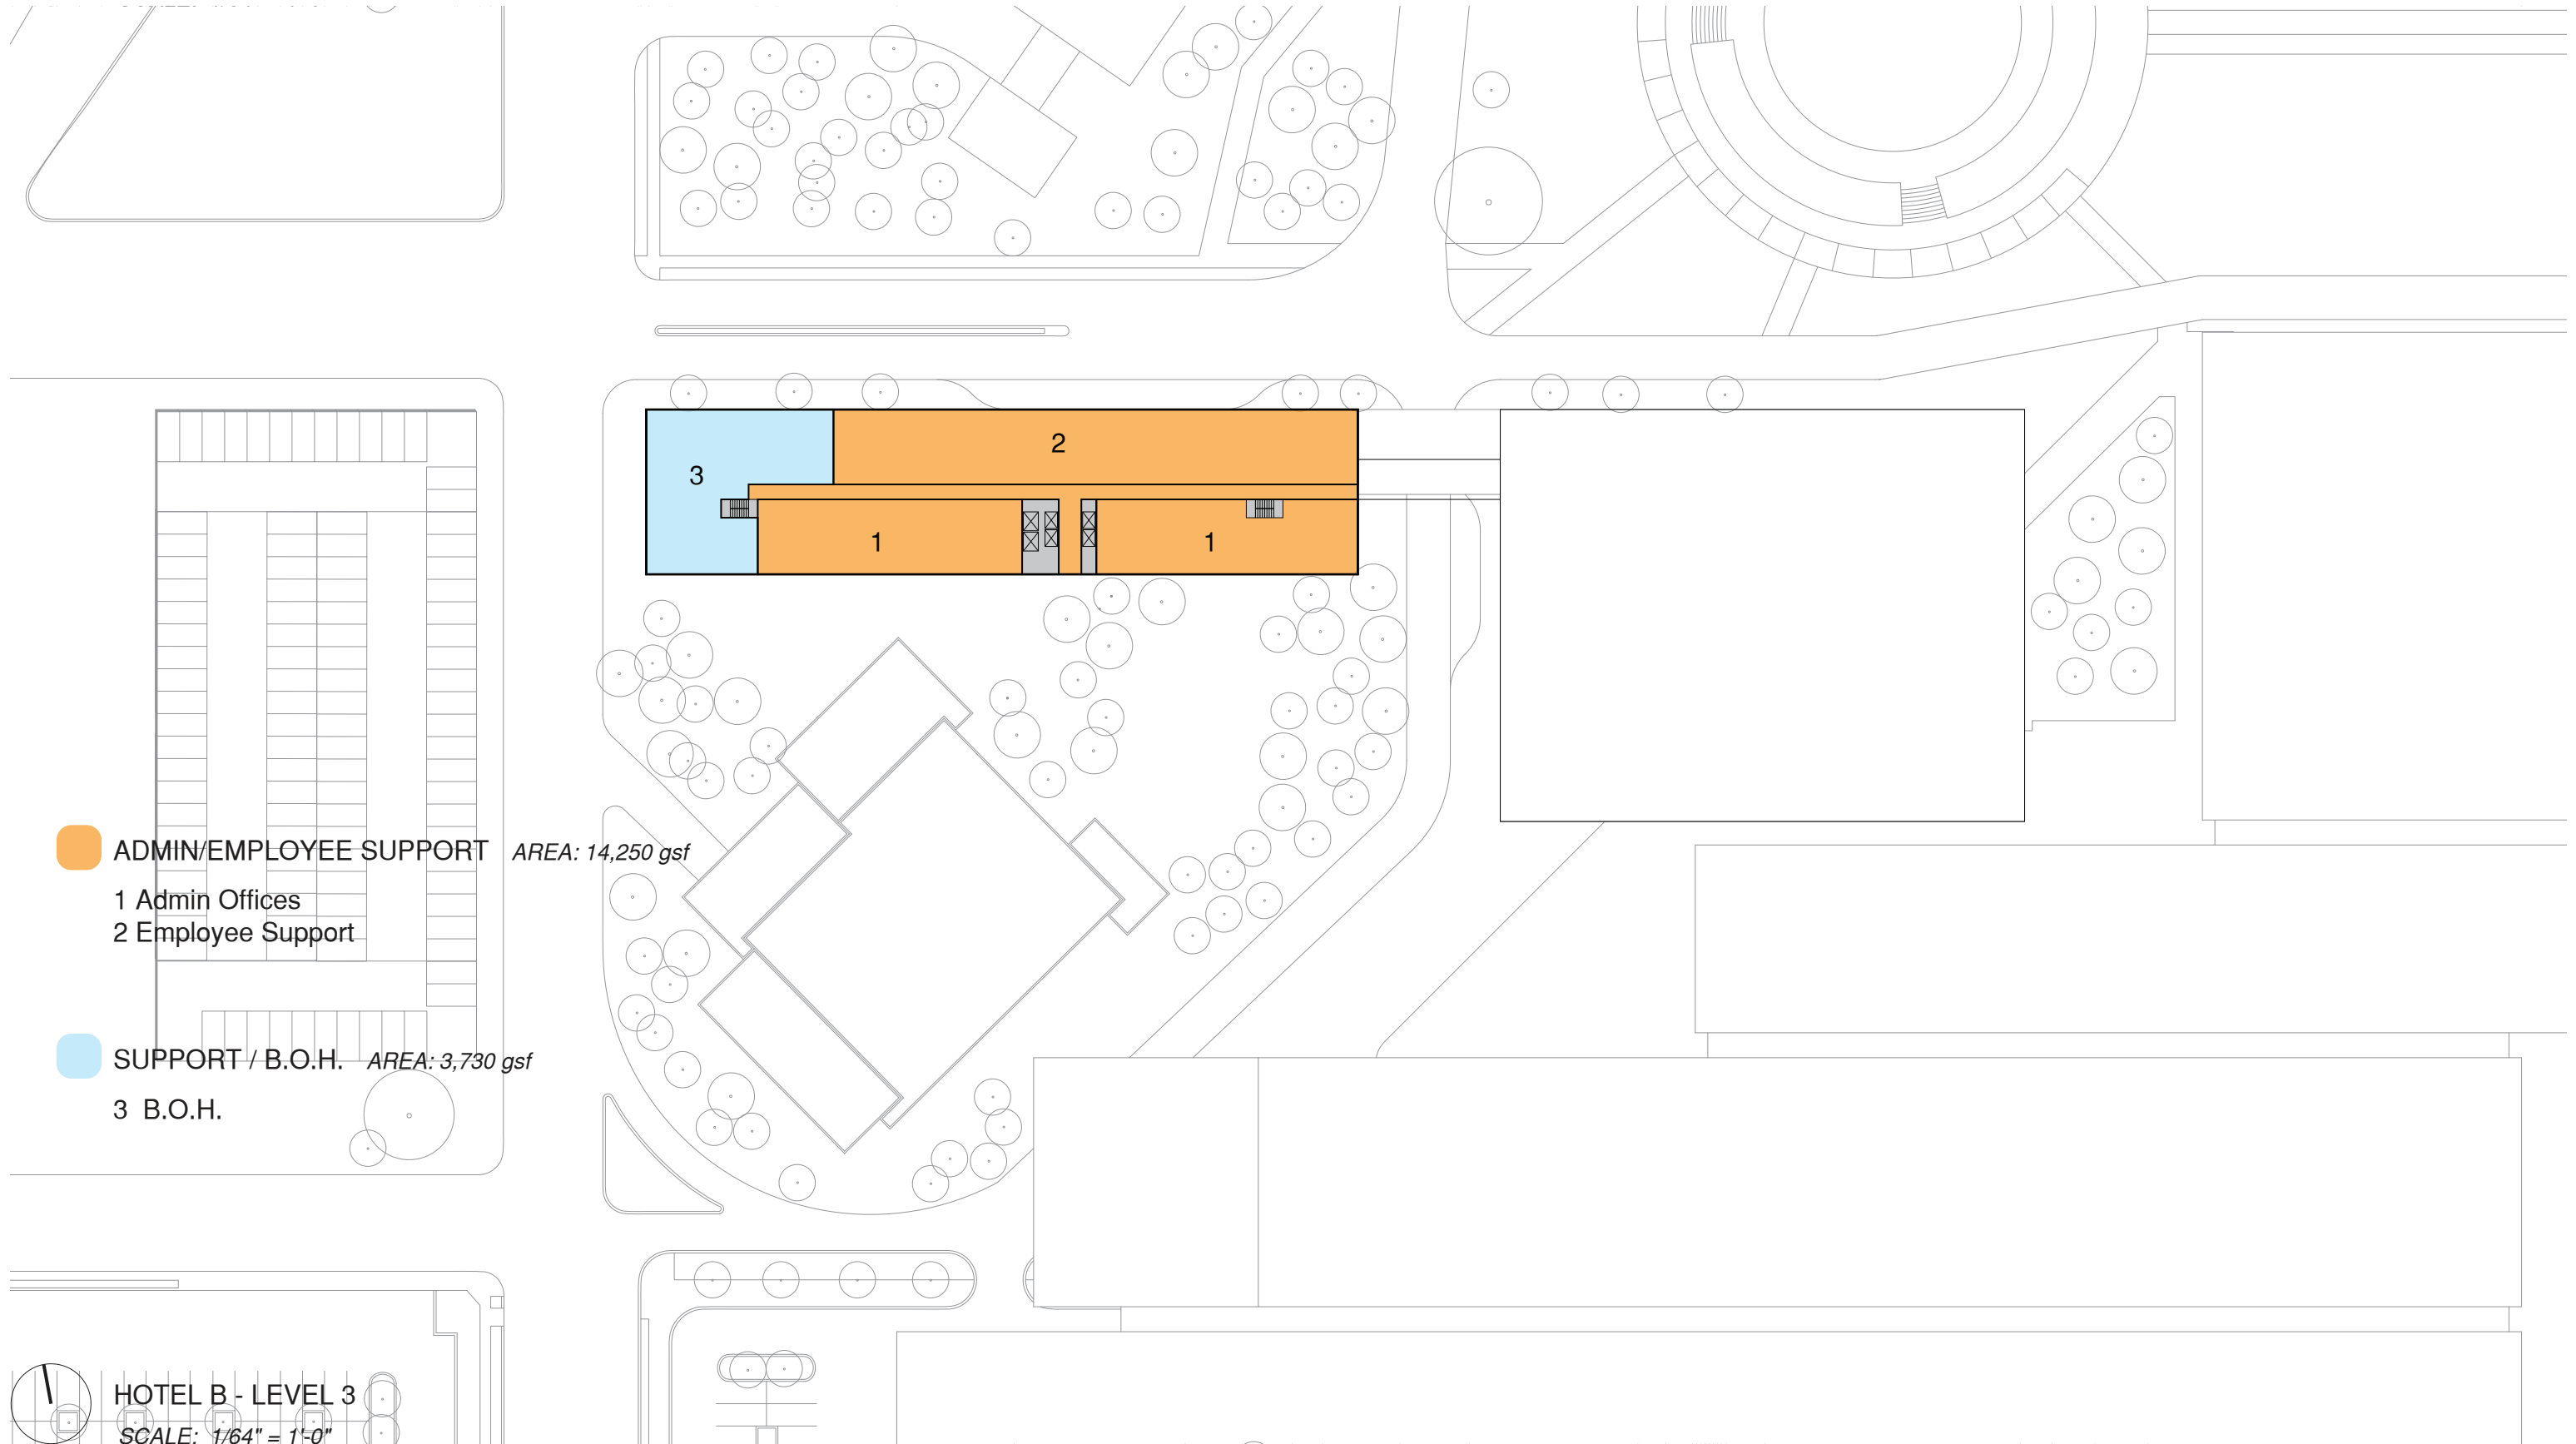 2
3
1
1
ADMIN/EMPLOYEE SUPPORT AREA: 14,250 gsf
1 Admin Offices
2 Employee Support
SUPPORT / B.O.H. AREA: 3,730 gsf
3 B.O.H.
HOTEL B - LEVEL 3
SCALE: 1/64" = 1'-0"